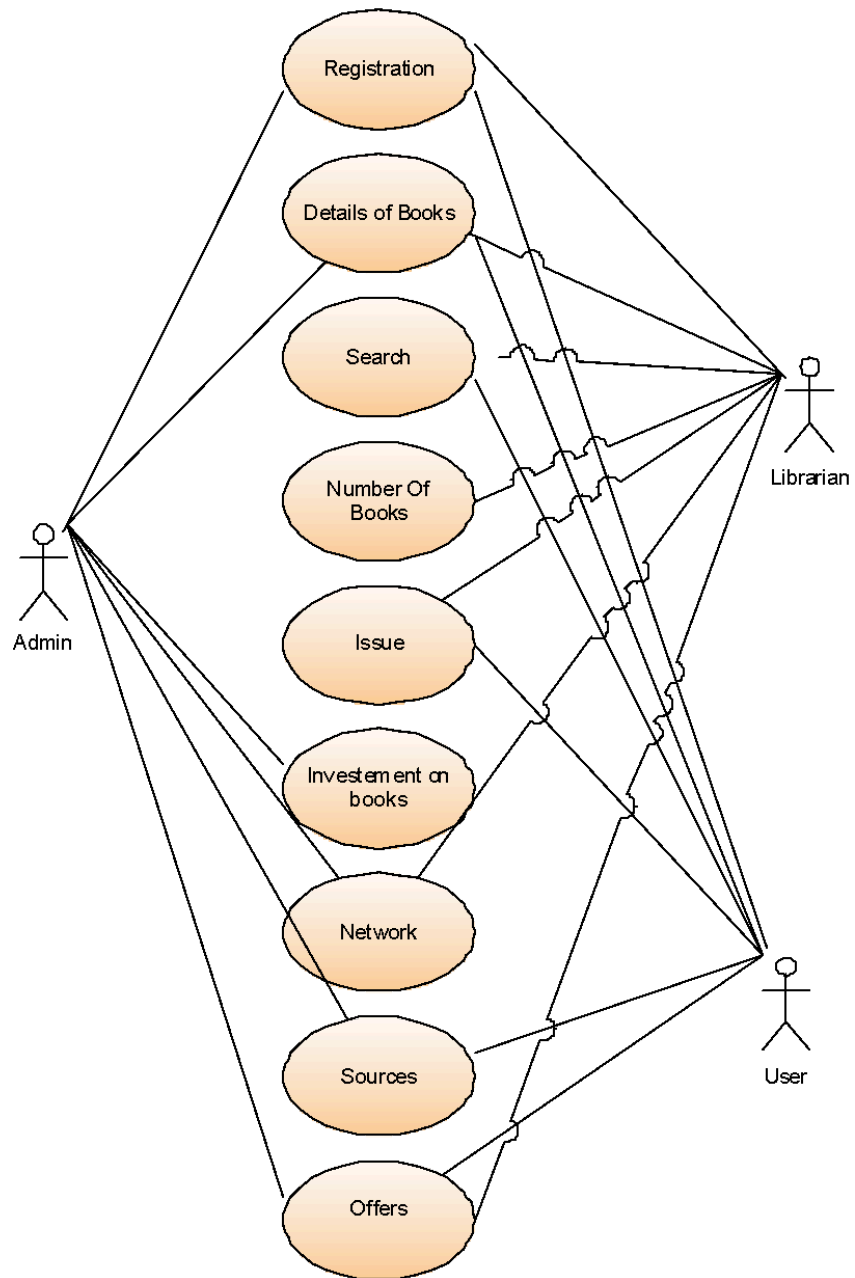 Registration
Details of Books
Search
Number Of
Books
Issue
Investement on
books
Network
Sources
Offers
Admin
Librarian
User